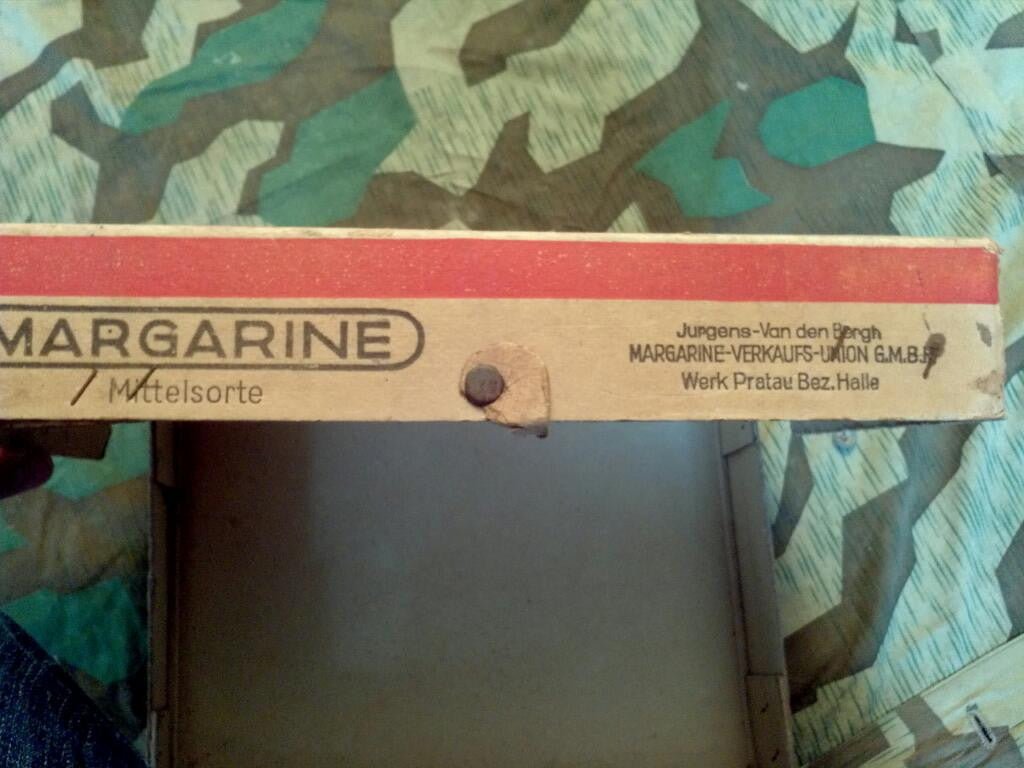 MARGARINE
Mittelsorte
Jurgens-Van den Bergh
MARGARINE-VERKAUFS-UNION G.M.B.H
Werk Pratau Bez.Halle